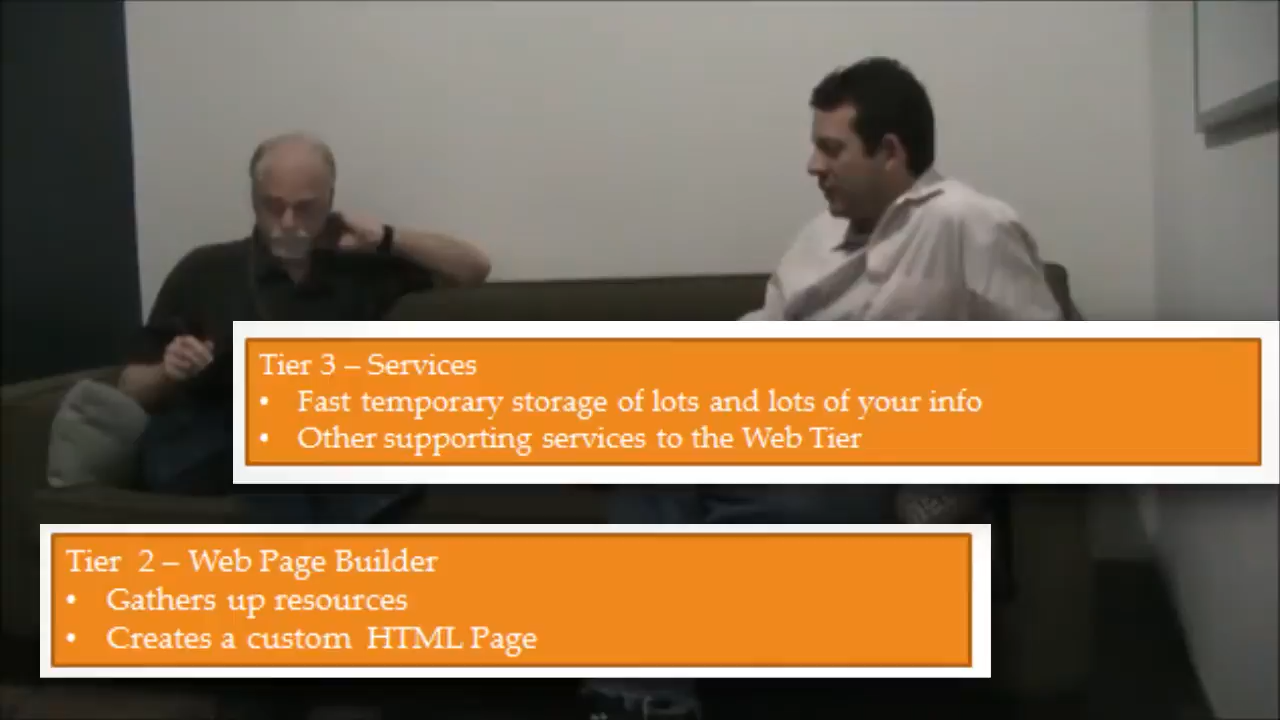 Tier 3 – Services
• Fast temporary storage of lots and lots of your info
• Other supporting services to the Web Tier
Tier 2 – Web Page Builder
• Gathers up resources
• Creates a custom HTML Page